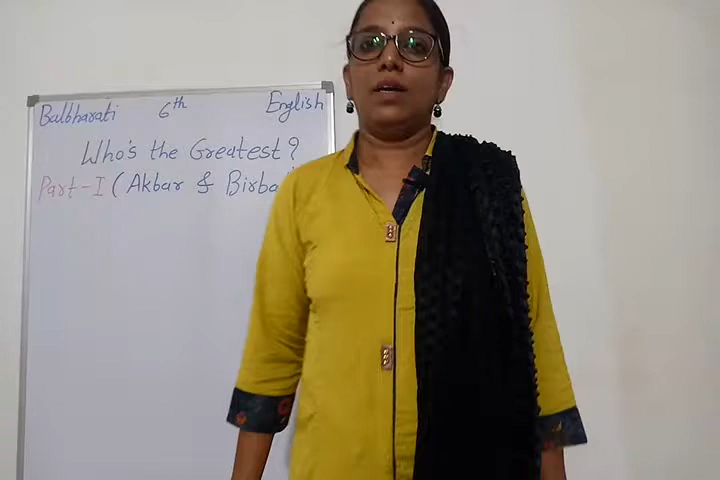 Balbharati 6th English
Who's the Greatest?
Part-I (Akbar & Birba